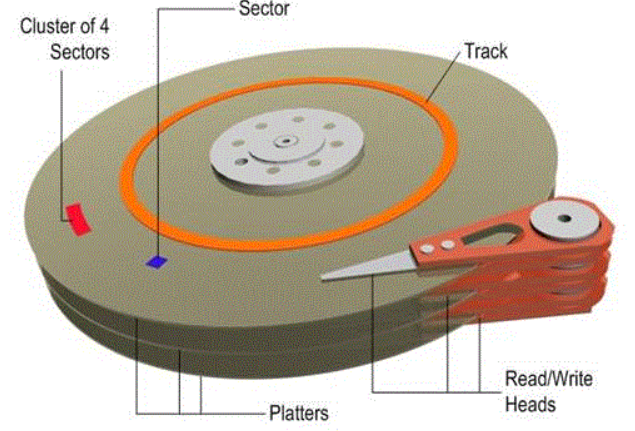 Sector
Cluster of 4
Sectors
Track
Read/Write
Heads
Platters